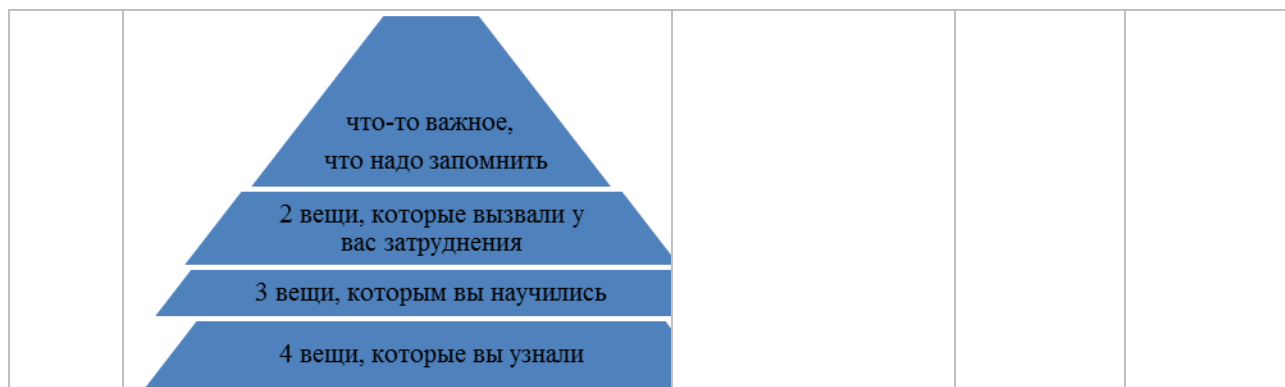 что-то важное,
что надо запомнить
2 вещи, которые вызвали у
вас затруднения
3 вещи, которым вы научились
4 вещи, которые вы узнали